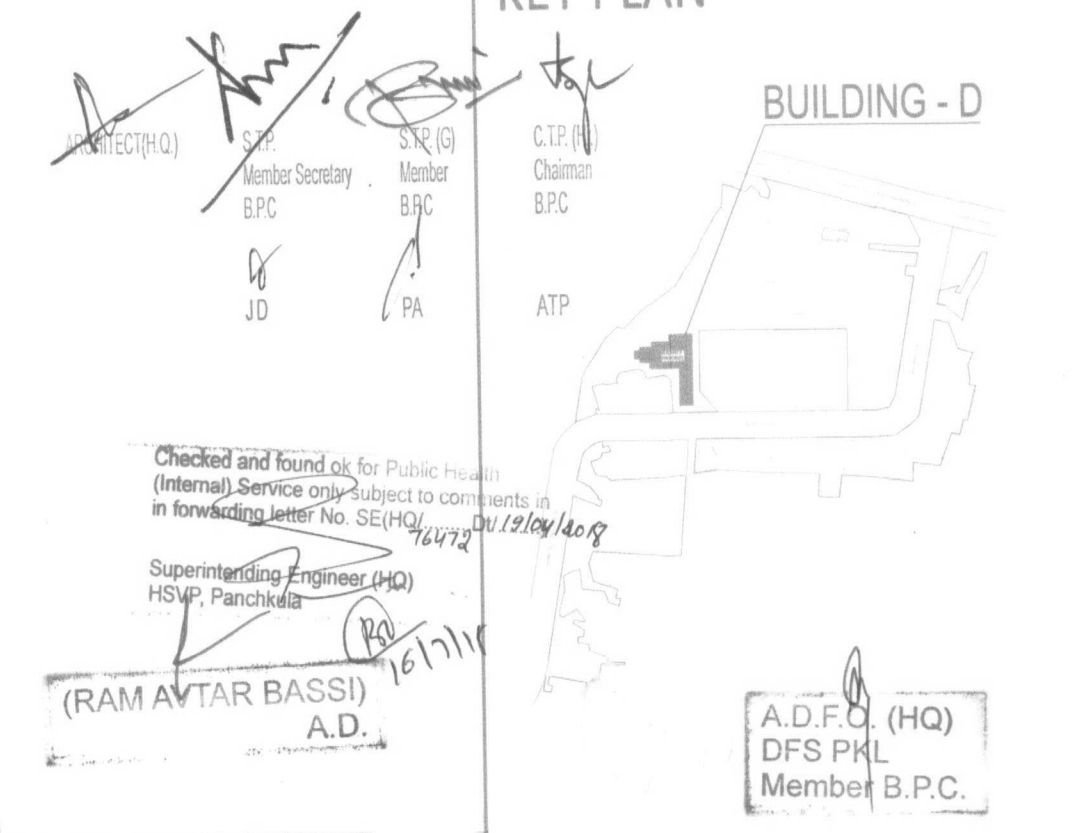 KEY PLAN
BUILDING - D
ARCHITECT(H.Q.)
S.T.P.
Member Secretary
B.P.C
S.T.P. (G)
Member
B.P.C
C.T.P. (H.)
Chairman
B.P.C
JD
PA
ATP
Checked and found ok for Public Health
(Internal) Service only subject to comments in
in forwarding letter No. SE(HQ/.........Dt/19/04/2018
76472
Superintending Engineer (HQ)
HSVP, Panchkula
16/7/18
(RAM AVTAR BASSI)
A.D.
A.D.F.O. (HQ)
DFS PKL
Member B.P.C.